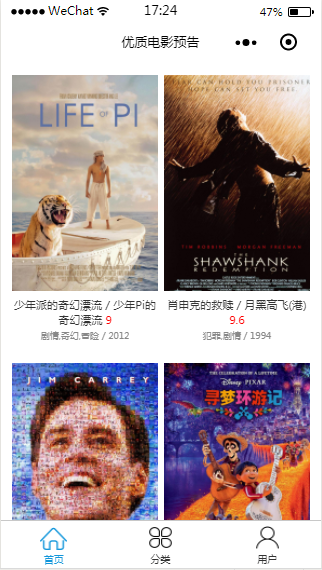 WeChat 17:24 47%
优质电影预告
LIFE OF PI
FEAR CAN HOLD YOU PRISONER
HOPE CAN SET YOU FREE.
TIM ROBBINS MORGAN FREEMAN
THE
SHAWSHANK
REDEMPTION
少年派的奇幻漂流 / 少年Pi的
奇幻漂流 9
剧情,奇幻,冒险 / 2012
肖申克的救赎 / 月黑高飞(港)
9.6
犯罪,剧情 / 1994
JIM CARREY
THE CELEBRATION OF A LIFETIME
Disney PIXAR
寻梦环游记
首页
分类
用户